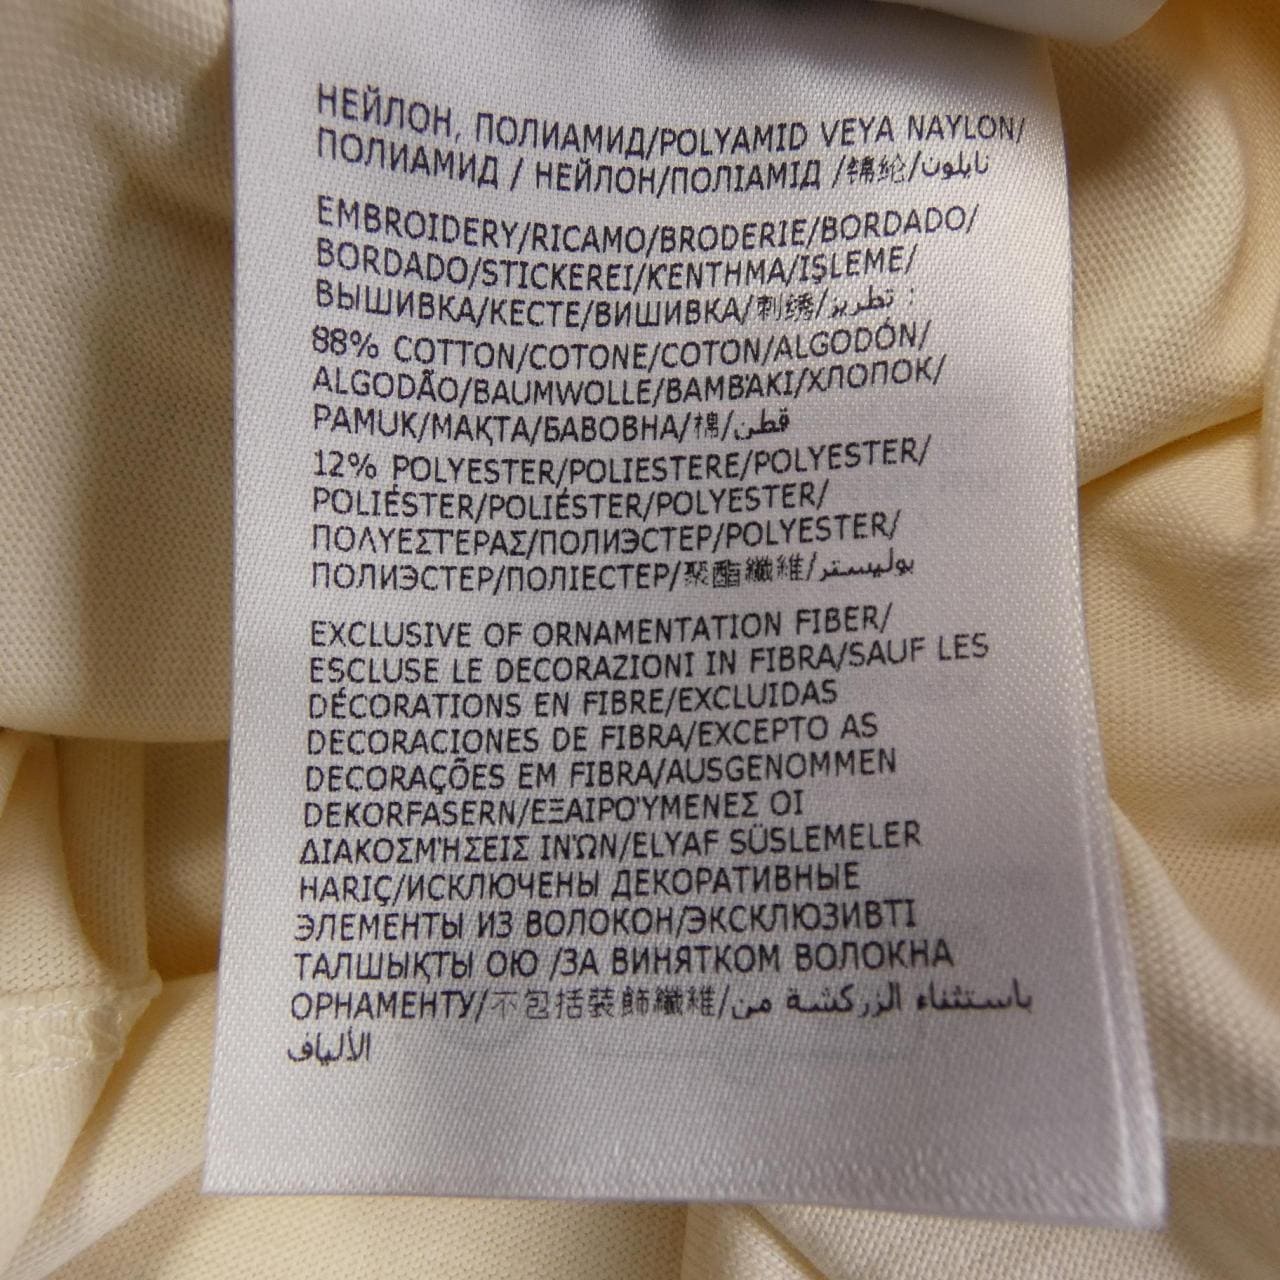 НЕЙЛОН, ПОЛИАМИД/POLYAMID VEYA NAYLON/
ПОЛИАМИД / НЕЙЛОН/ПОЛІАМІД /锦纶/نايلون
EMBROIDERY/RICAMO/BRODERIE/BORDADO/
BORDADO/STICKEREI/ΚΈΝΤΗΜΑ/İŞLEME/
ВЫШИВКА/КЕСТЕ/ВИШИВКА/刺绣/تطريز :
88% COTTON/COTONE/COTON/ALGODÓN/
ALGODÃO/BAUMWOLLE/ΒΑΜΒΆΚΙ/ХЛОПОК/
PAMUK/МАҚТА/БАВОВНА/棉/قطن
12% POLYESTER/POLIESTERE/POLYESTER/
POLIÉSTER/POLIÉSTER/POLYESTER/
ΠΟΛΥΕΣΤΕΡΑΣ/ПОЛИЭСТЕР/POLYESTER/
ПОЛИЭСТЕР/ПОЛІЕСТЕР/聚酯纖維/بوليستر
EXCLUSIVE OF ORNAMENTATION FIBER/
ESCLUSE LE DECORAZIONI IN FIBRA/SAUF LES
DÉCORATIONS EN FIBRE/EXCLUIDAS
DECORACIONES DE FIBRA/EXCEPTO AS
DECORAÇÕES EM FIBRA/AUSGENOMMEN
DEKORFASERN/ΕΞΑΙΡΟΎΜΕΝΕΣ ΟΙ
ΔΙΑΚΟΣΜΉΣΕΙΣ ΙΝΏΝ/ELYAF SÜSLEMELER
HARIÇ/ИСКЛЮЧЕНЫ ДЕКОРАТИВНЫЕ
ЭЛЕМЕНТЫ ИЗ ВОЛОКОН/ЭКСКЛЮЗИВТІ
ТАЛШЫҚТЫ ОЮ /ЗА ВИНЯТКОМ ВОЛОКНА
ОРНАМЕНТУ/不包括裝飾纖維/باستثناء الزركشة من
الألياف